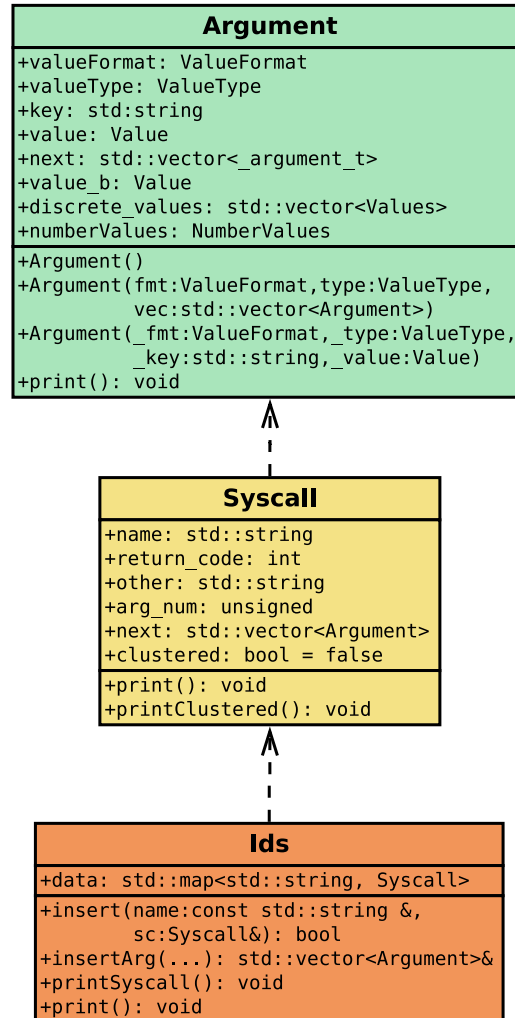 Argument
+valueFormat: ValueFormat
+valueType: ValueType
+key: std:string
+value: Value
+next: std::vector<_argument_t>
+value_b: Value
+discrete_values: std::vector<Values>
+numberValues: NumberValues
+Argument()
+Argument(fmt:ValueFormat,type:ValueType,
vec:std::vector<Argument>)
+Argument(_fmt:ValueFormat,_type:ValueType,
_key:std::string,_value:Value)
+print(): void
Syscall
+name: std::string
+return_code: int
+other: std::string
+arg_num: unsigned
+next: std::vector<Argument>
+clustered: bool = false
+print(): void
+printClustered(): void
Ids
+data: std::map<std::string, Syscall>
+insert(name:const std::string &,
sc:Syscall&): bool
+insertArg(...): std::vector<Argument>&
+printSyscall(): void
+print(): void